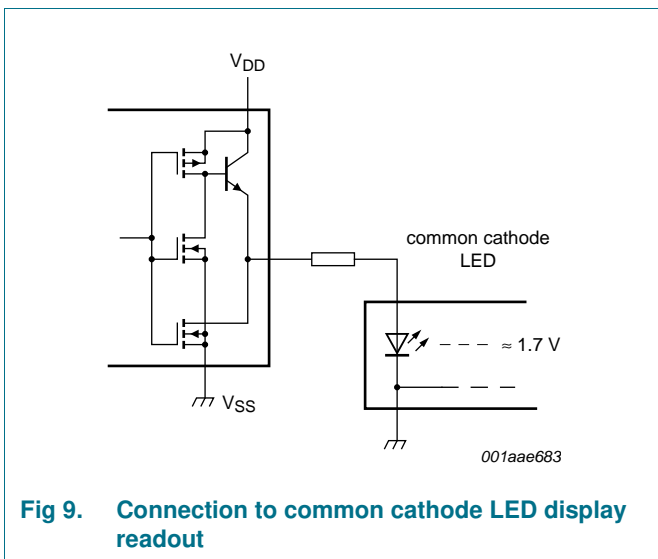 VDD
common cathode
LED
≈ 1.7 V
VSS
001aae683
Fig 9. Connection to common cathode LED display
readout